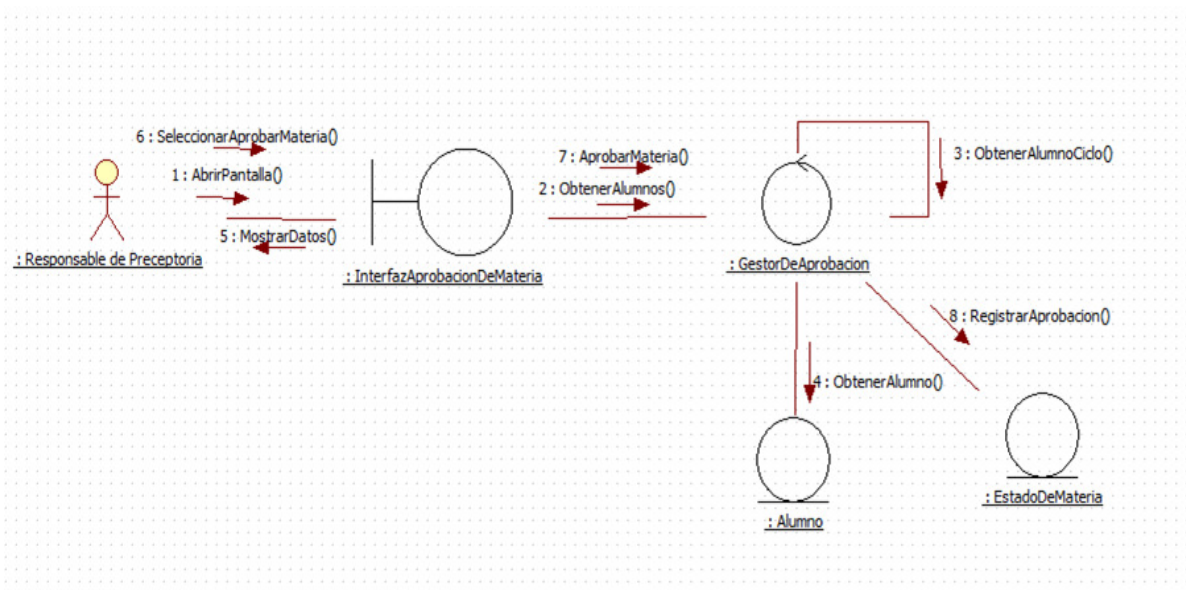 6 : SeleccionarAprobarMateria()
1 : AbrirPantalla()
5 : MostrarDatos()
: Responsable de Preceptoria
: InterfazAprobacionDeMateria
7 : AprobarMateria()
2 : ObtenerAlumnos()
3 : ObtenerAlumnoCiclo()
: GestorDeAprobacion
8 : RegistrarAprobacion()
4 : ObtenerAlumno()
: EstadoDeMateria
: Alumno